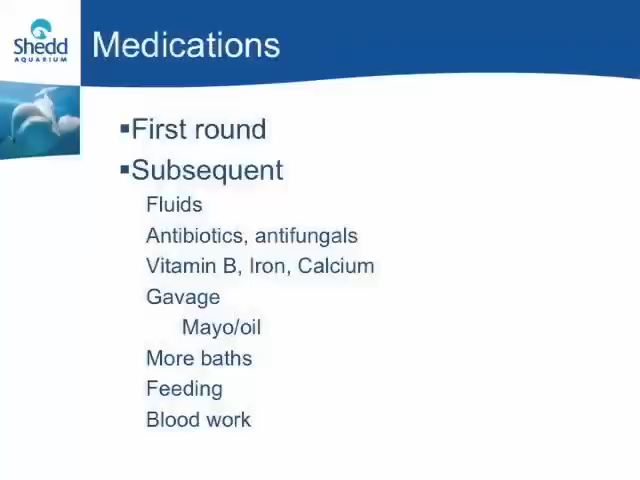 Shedd
AQUARIUM
Medications
▪First round
▪Subsequent
Fluids
Antibiotics, antifungals
Vitamin B, Iron, Calcium
Gavage
Mayo/oil
More baths
Feeding
Blood work